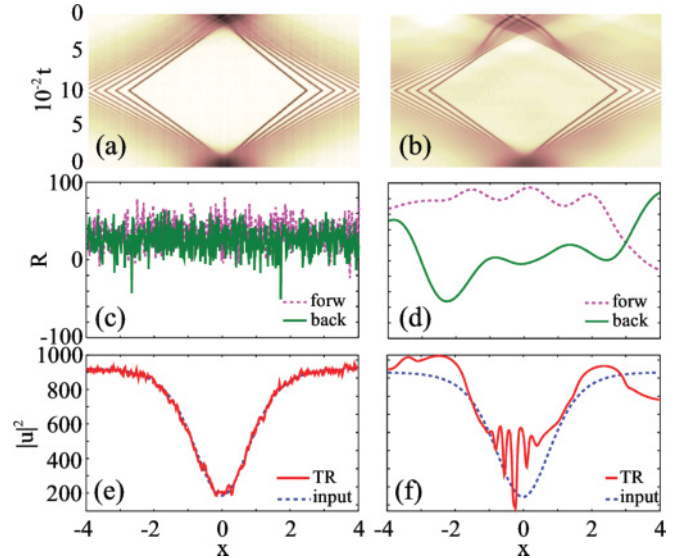 0
5
10
5
0
10⁻² t
(a)
(b)
100
0
-100
R
forw
back
(c)
forw
back
(d)
1000
800
600
400
200
|u|²
TR
input
(e)
TR
input
(f)
-4 -2 0 2 4
-4 -2 0 2 4
x
x